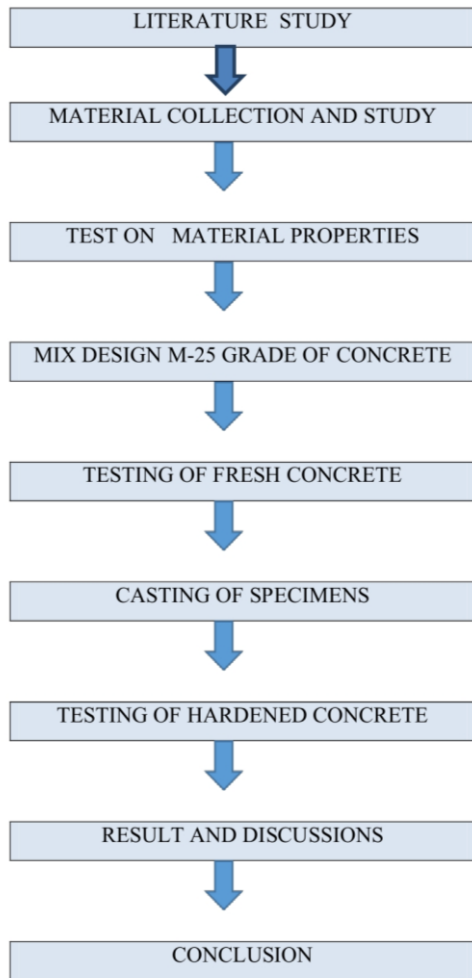 LITERATURE STUDY
MATERIAL COLLECTION AND STUDY
TEST ON MATERIAL PROPERTIES
MIX DESIGN M-25 GRADE OF CONCRETE
TESTING OF FRESH CONCRETE
CASTING OF SPECIMENS
TESTING OF HARDENED CONCRETE
RESULT AND DISCUSSIONS
CONCLUSION